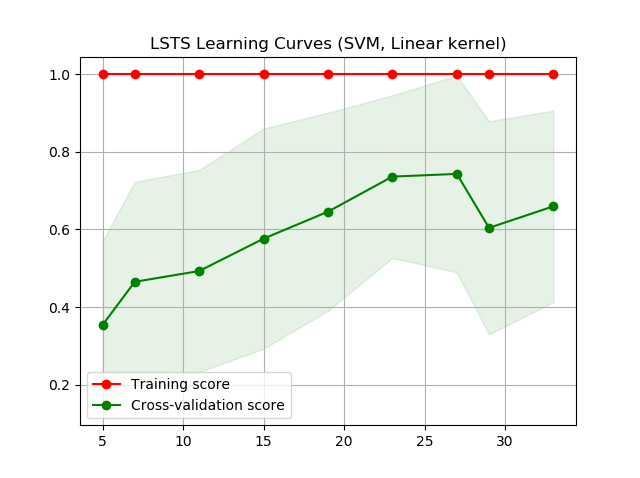 LSTS Learning Curves (SVM, Linear kernel)
1.0
0.8
0.6
0.4
0.2
Training score
Cross-validation score
5 10 15 20 25 30